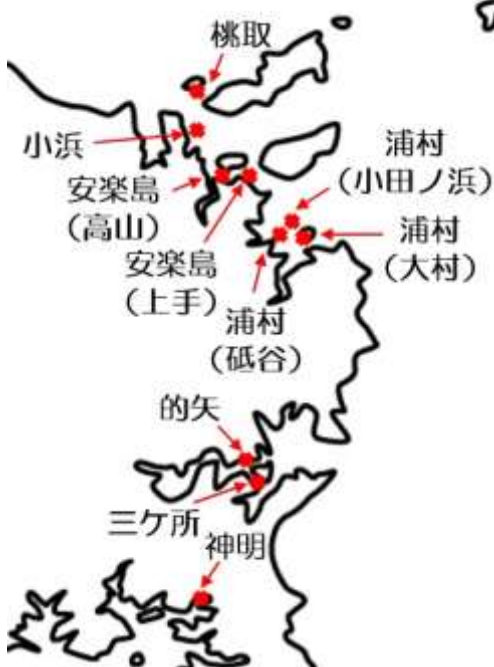 桃取
小浜
安楽島
（高山）
安楽島
（上手）
浦村
（小田ノ浜）
浦村
（大村）
浦村
（砥谷）
的矢
三ケ所
神明